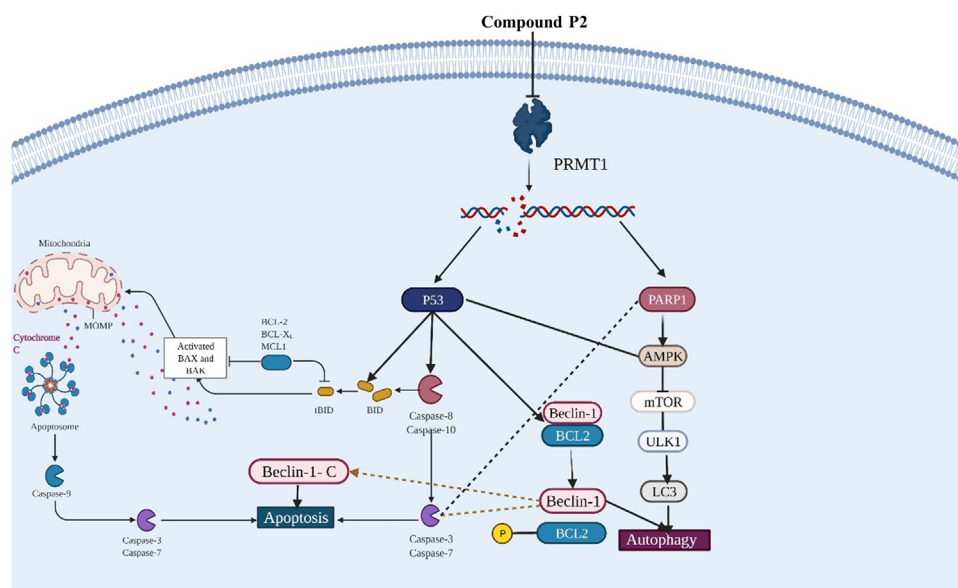 Compound P2
PRMT1
Mitochondria
MOMP
Cytochrome
C
Apoptosome
Caspase-9
Caspase-3
Caspase-7
Activated
BAX and
BAK
BCL-2
BCL-XL
MCL1
tBID
BID
P53
Caspase-8
Caspase-10
Beclin-1- C
Apoptosis
Caspase-3
Caspase-7
Beclin-1
BCL2
Beclin-1
P
BCL2
PARP1
AMPK
mTOR
ULK1
LC3
Autophagy